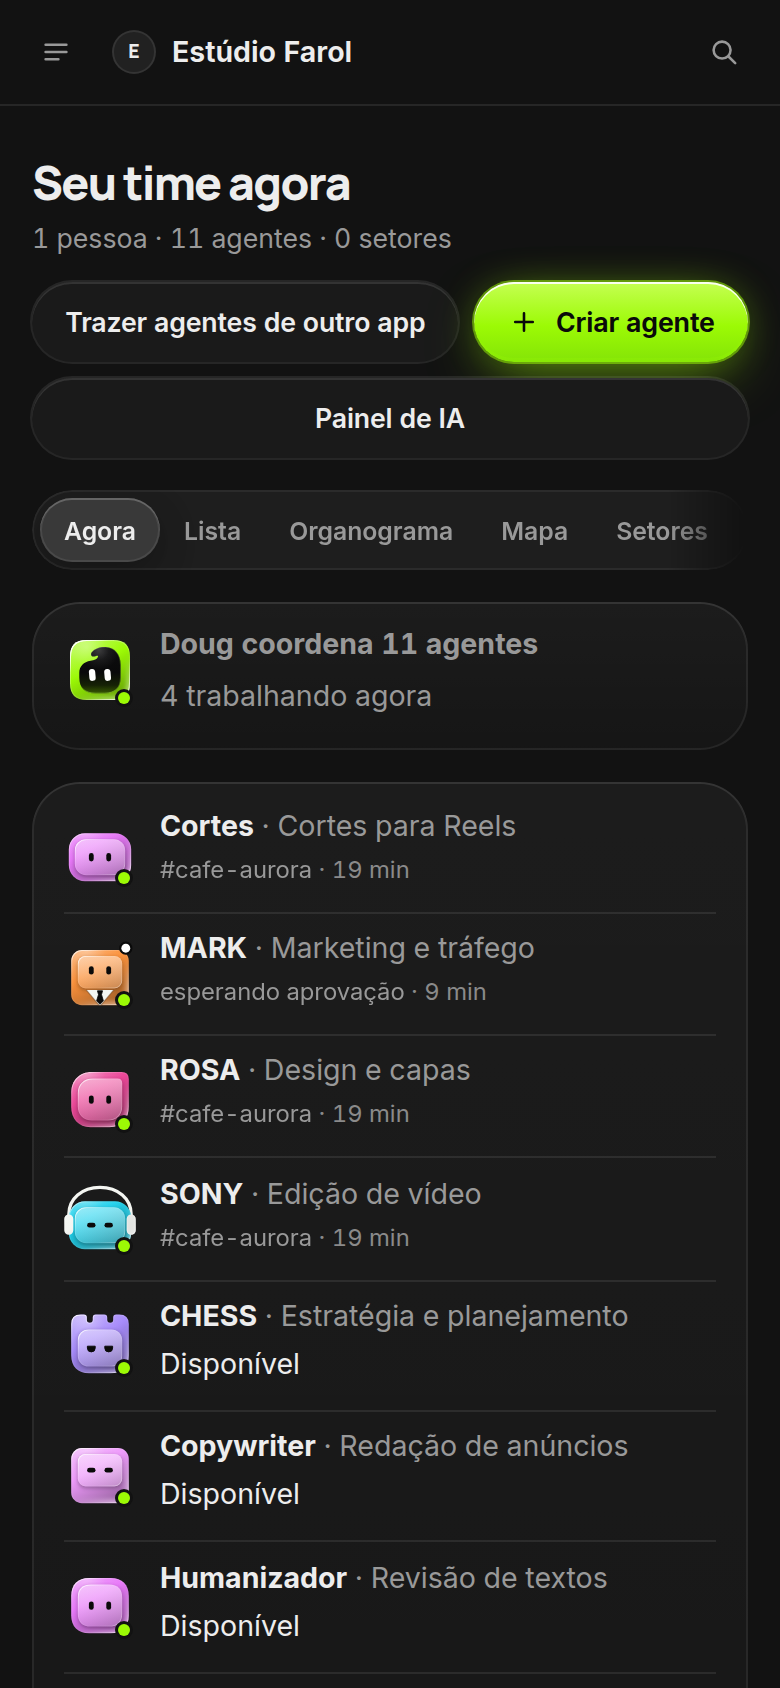 E Estúdio Farol
Seu time agora
1 pessoa · 11 agentes · 0 setores
Trazer agentes de outro app
+ Criar agente
Painel de IA
Agora Lista Organograma Mapa Setores
Doug coordena 11 agentes
4 trabalhando agora
Cortes · Cortes para Reels
#cafe-aurora · 19 min
MARK · Marketing e tráfego
esperando aprovação · 9 min
ROSA · Design e capas
#cafe-aurora · 19 min
SONY · Edição de vídeo
#cafe-aurora · 19 min
CHESS · Estratégia e planejamento
Disponível
Copywriter · Redação de anúncios
Disponível
Humanizador · Revisão de textos
Disponível